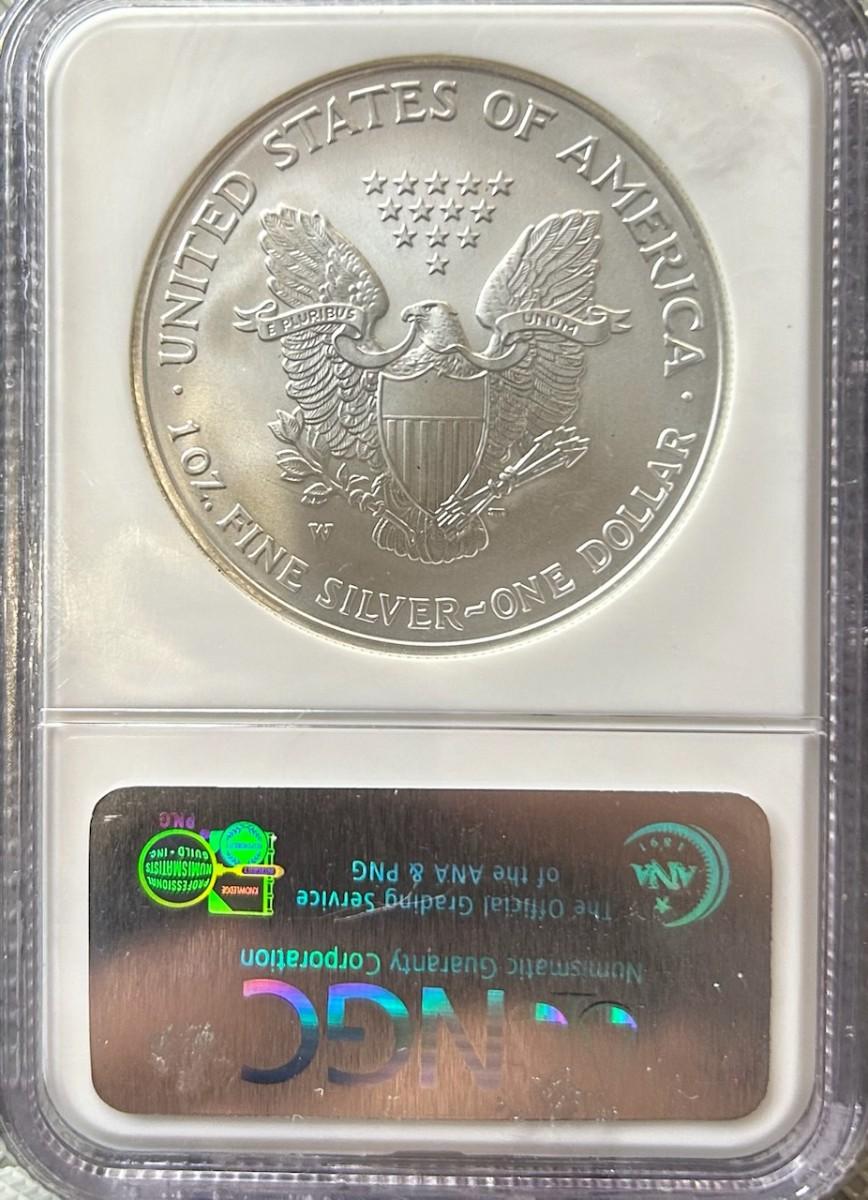 UNITED STATES OF AMERICA
E PLURIBUS UNUM
W
1 OZ. FINE SILVER~ONE DOLLAR
NGC
Numismatic Guaranty Corporation
The Official Grading Service
of the ANA & PNG
1891
ANA
PROFESSIONAL
NUMISMATISTS
GUILD • INC.
KNOWLEDGE
PNG